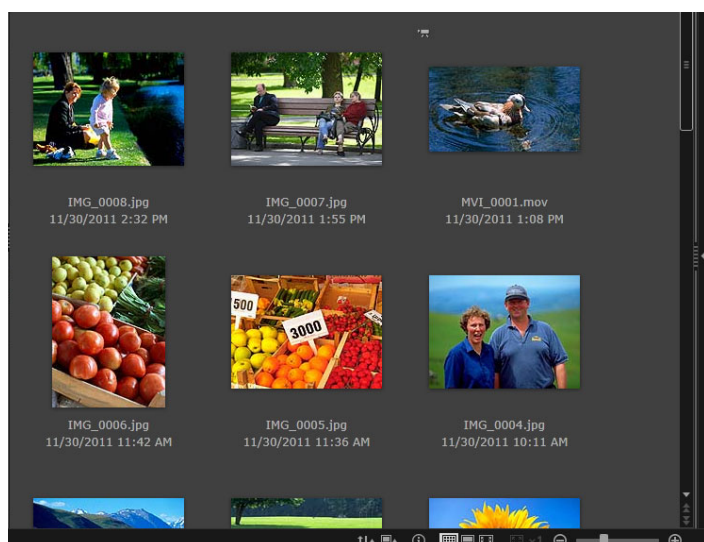 IMG_0008.jpg
11/30/2011 2:32 PM
IMG_0007.jpg
11/30/2011 1:55 PM
MVI_0001.mov
11/30/2011 1:08 PM
500
3000
IMG_0006.jpg
11/30/2011 11:42 AM
IMG_0005.jpg
11/30/2011 11:36 AM
IMG_0004.jpg
11/30/2011 10:11 AM
x1